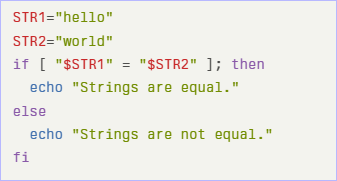 STR1="hello"
STR2="world"
if [ "$STR1" = "$STR2" ]; then
  echo "Strings are equal."
else
  echo "Strings are not equal."
fi